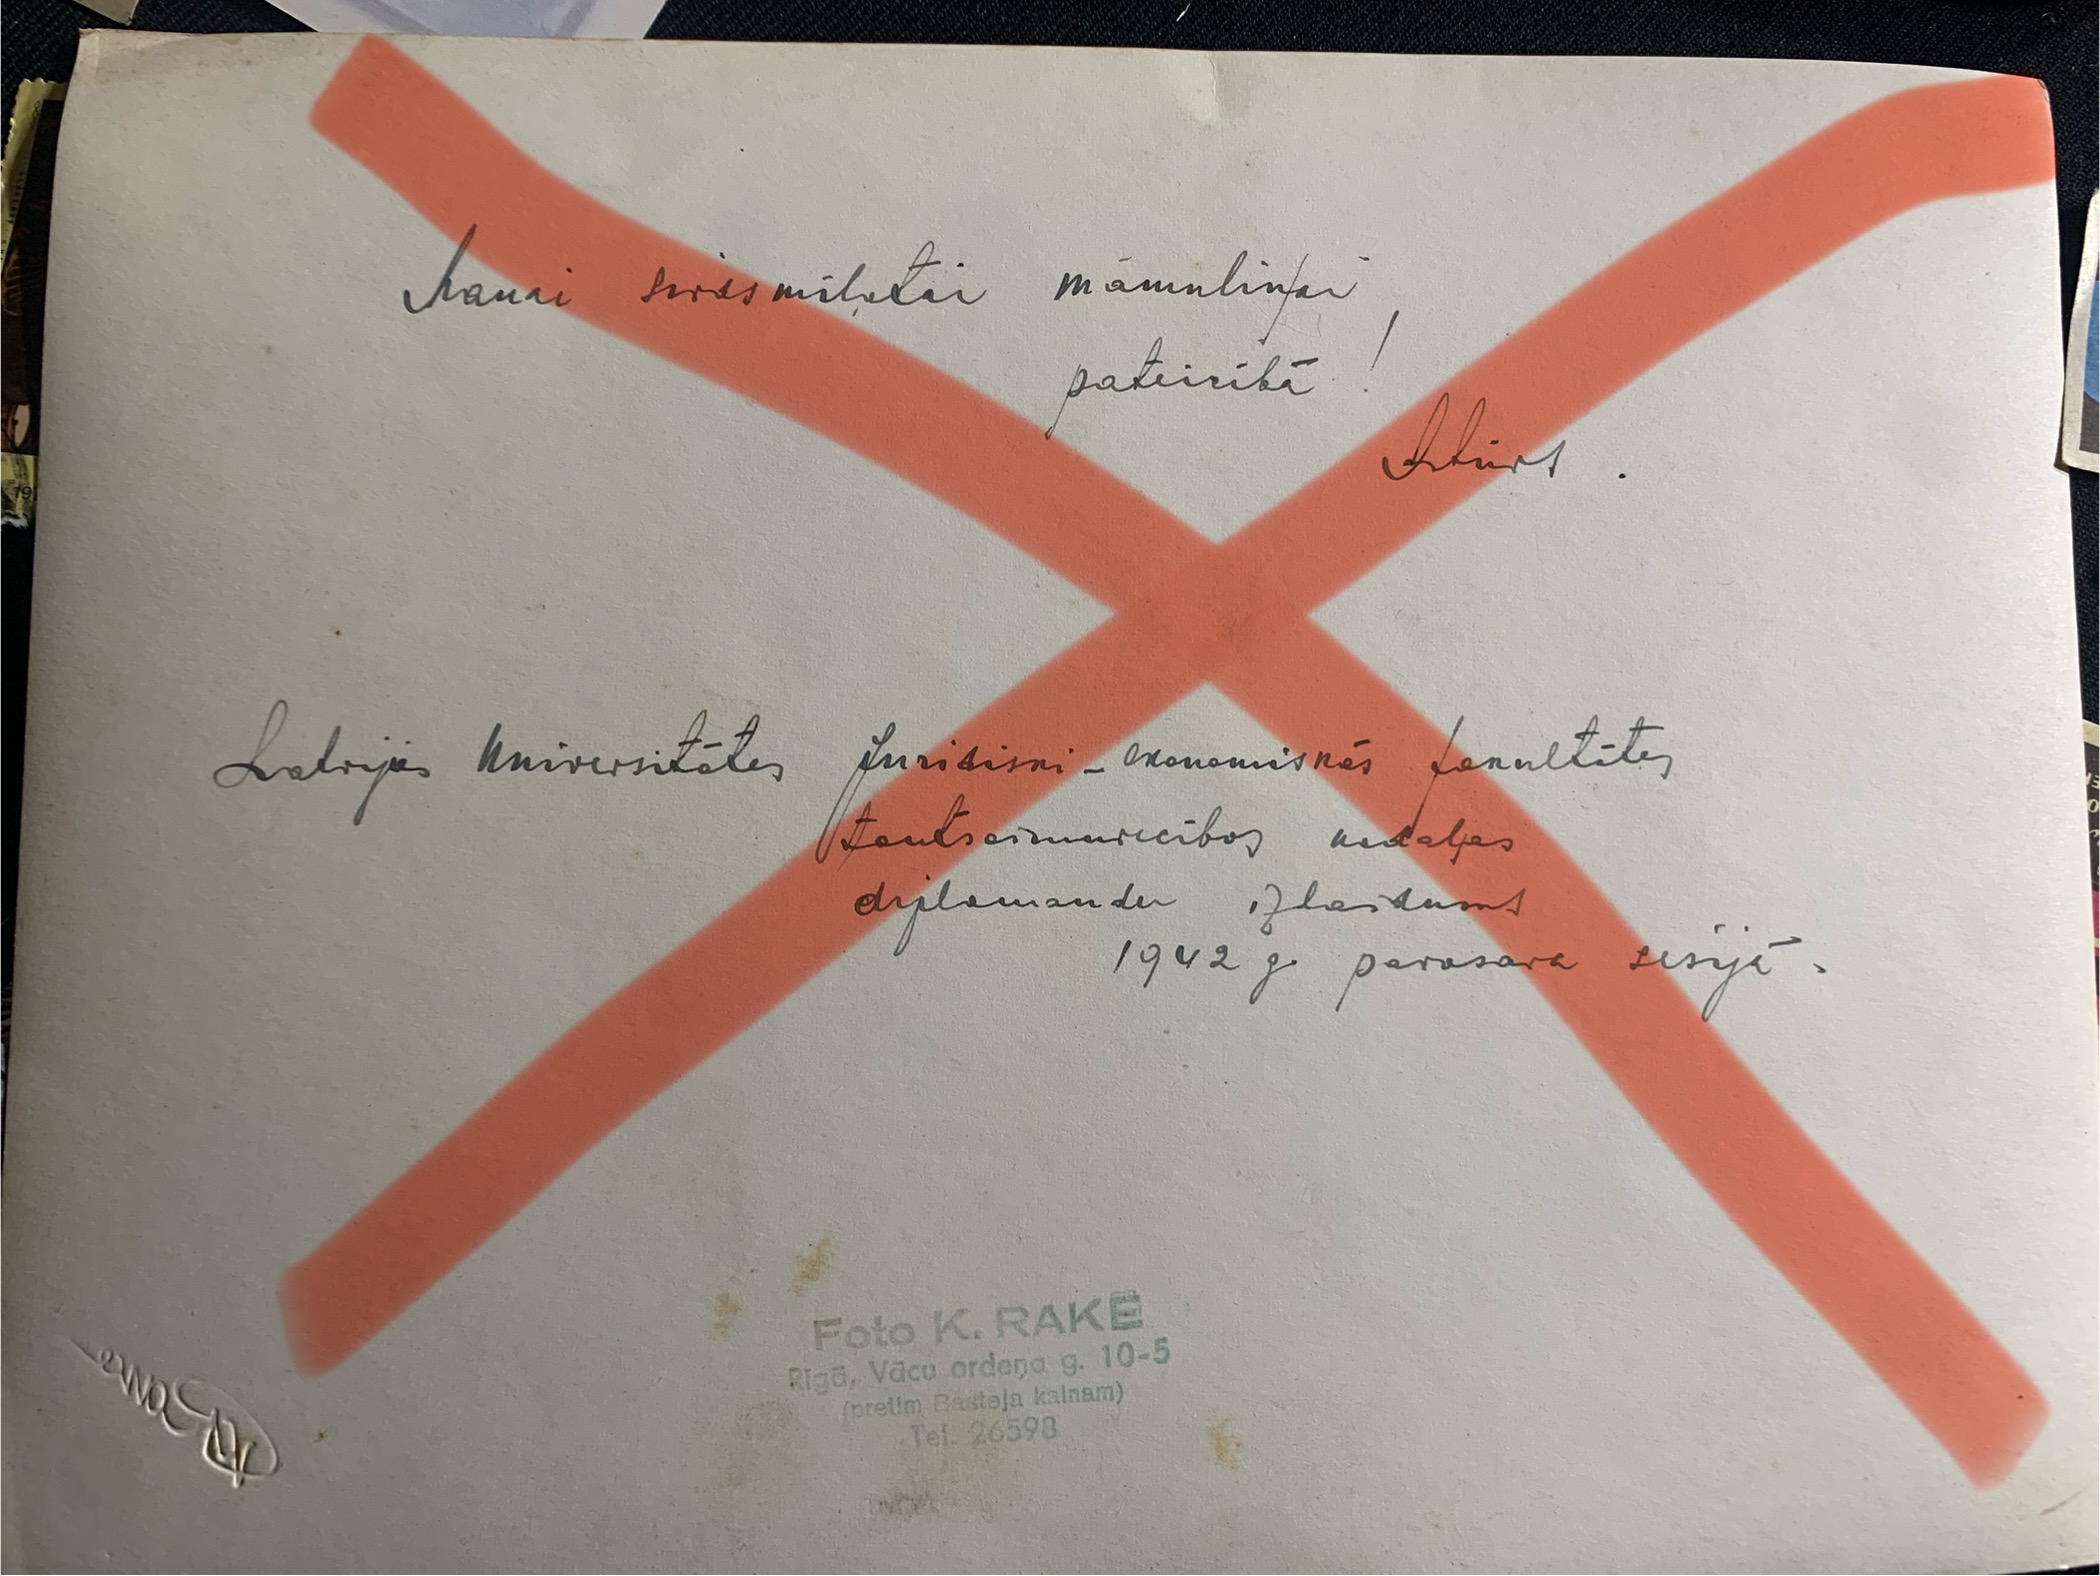 Manai sirdsmīļotai māmuliņai
pateicībā!
Artūrs.
Latvijas Universitātes Juridiski-ekonomiskās fakultātes
tautsaimniecības nodaļas
diplomandu izlaidums
1942 g. pavasara sesijā.
Foto K. RAKE
Rīgā, Vācu ordeņa g. 10-5
(pretim Basteja kalnam)
Tel. 26598